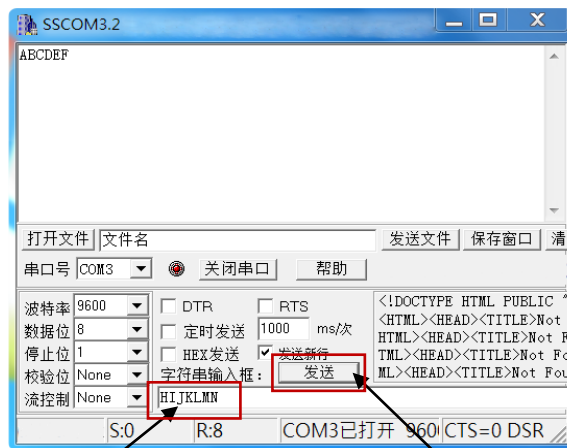 SSCOM3.2
ABCDEF
打开文件 文件名 发送文件 保存窗口 清
串口号 COM3 关闭串口 帮助
波特率 9600 DTR RTS
数据位 8 定时发送 1000 ms/次
停止位 1 HEX发送 发送新行
校验位 None 字符串输入框: 发送
流控制 None HIJKLMN
<!DOCTYPE HTML PUBLIC "
<HTML><HEAD><TITLE>Not
HTML><HEAD><TITLE>Not F
TML><HEAD><TITLE>Not Fo
ML><HEAD><TITLE>Not Fou
S:0 R:8 COM3已打开 960 CTS=0 DSR